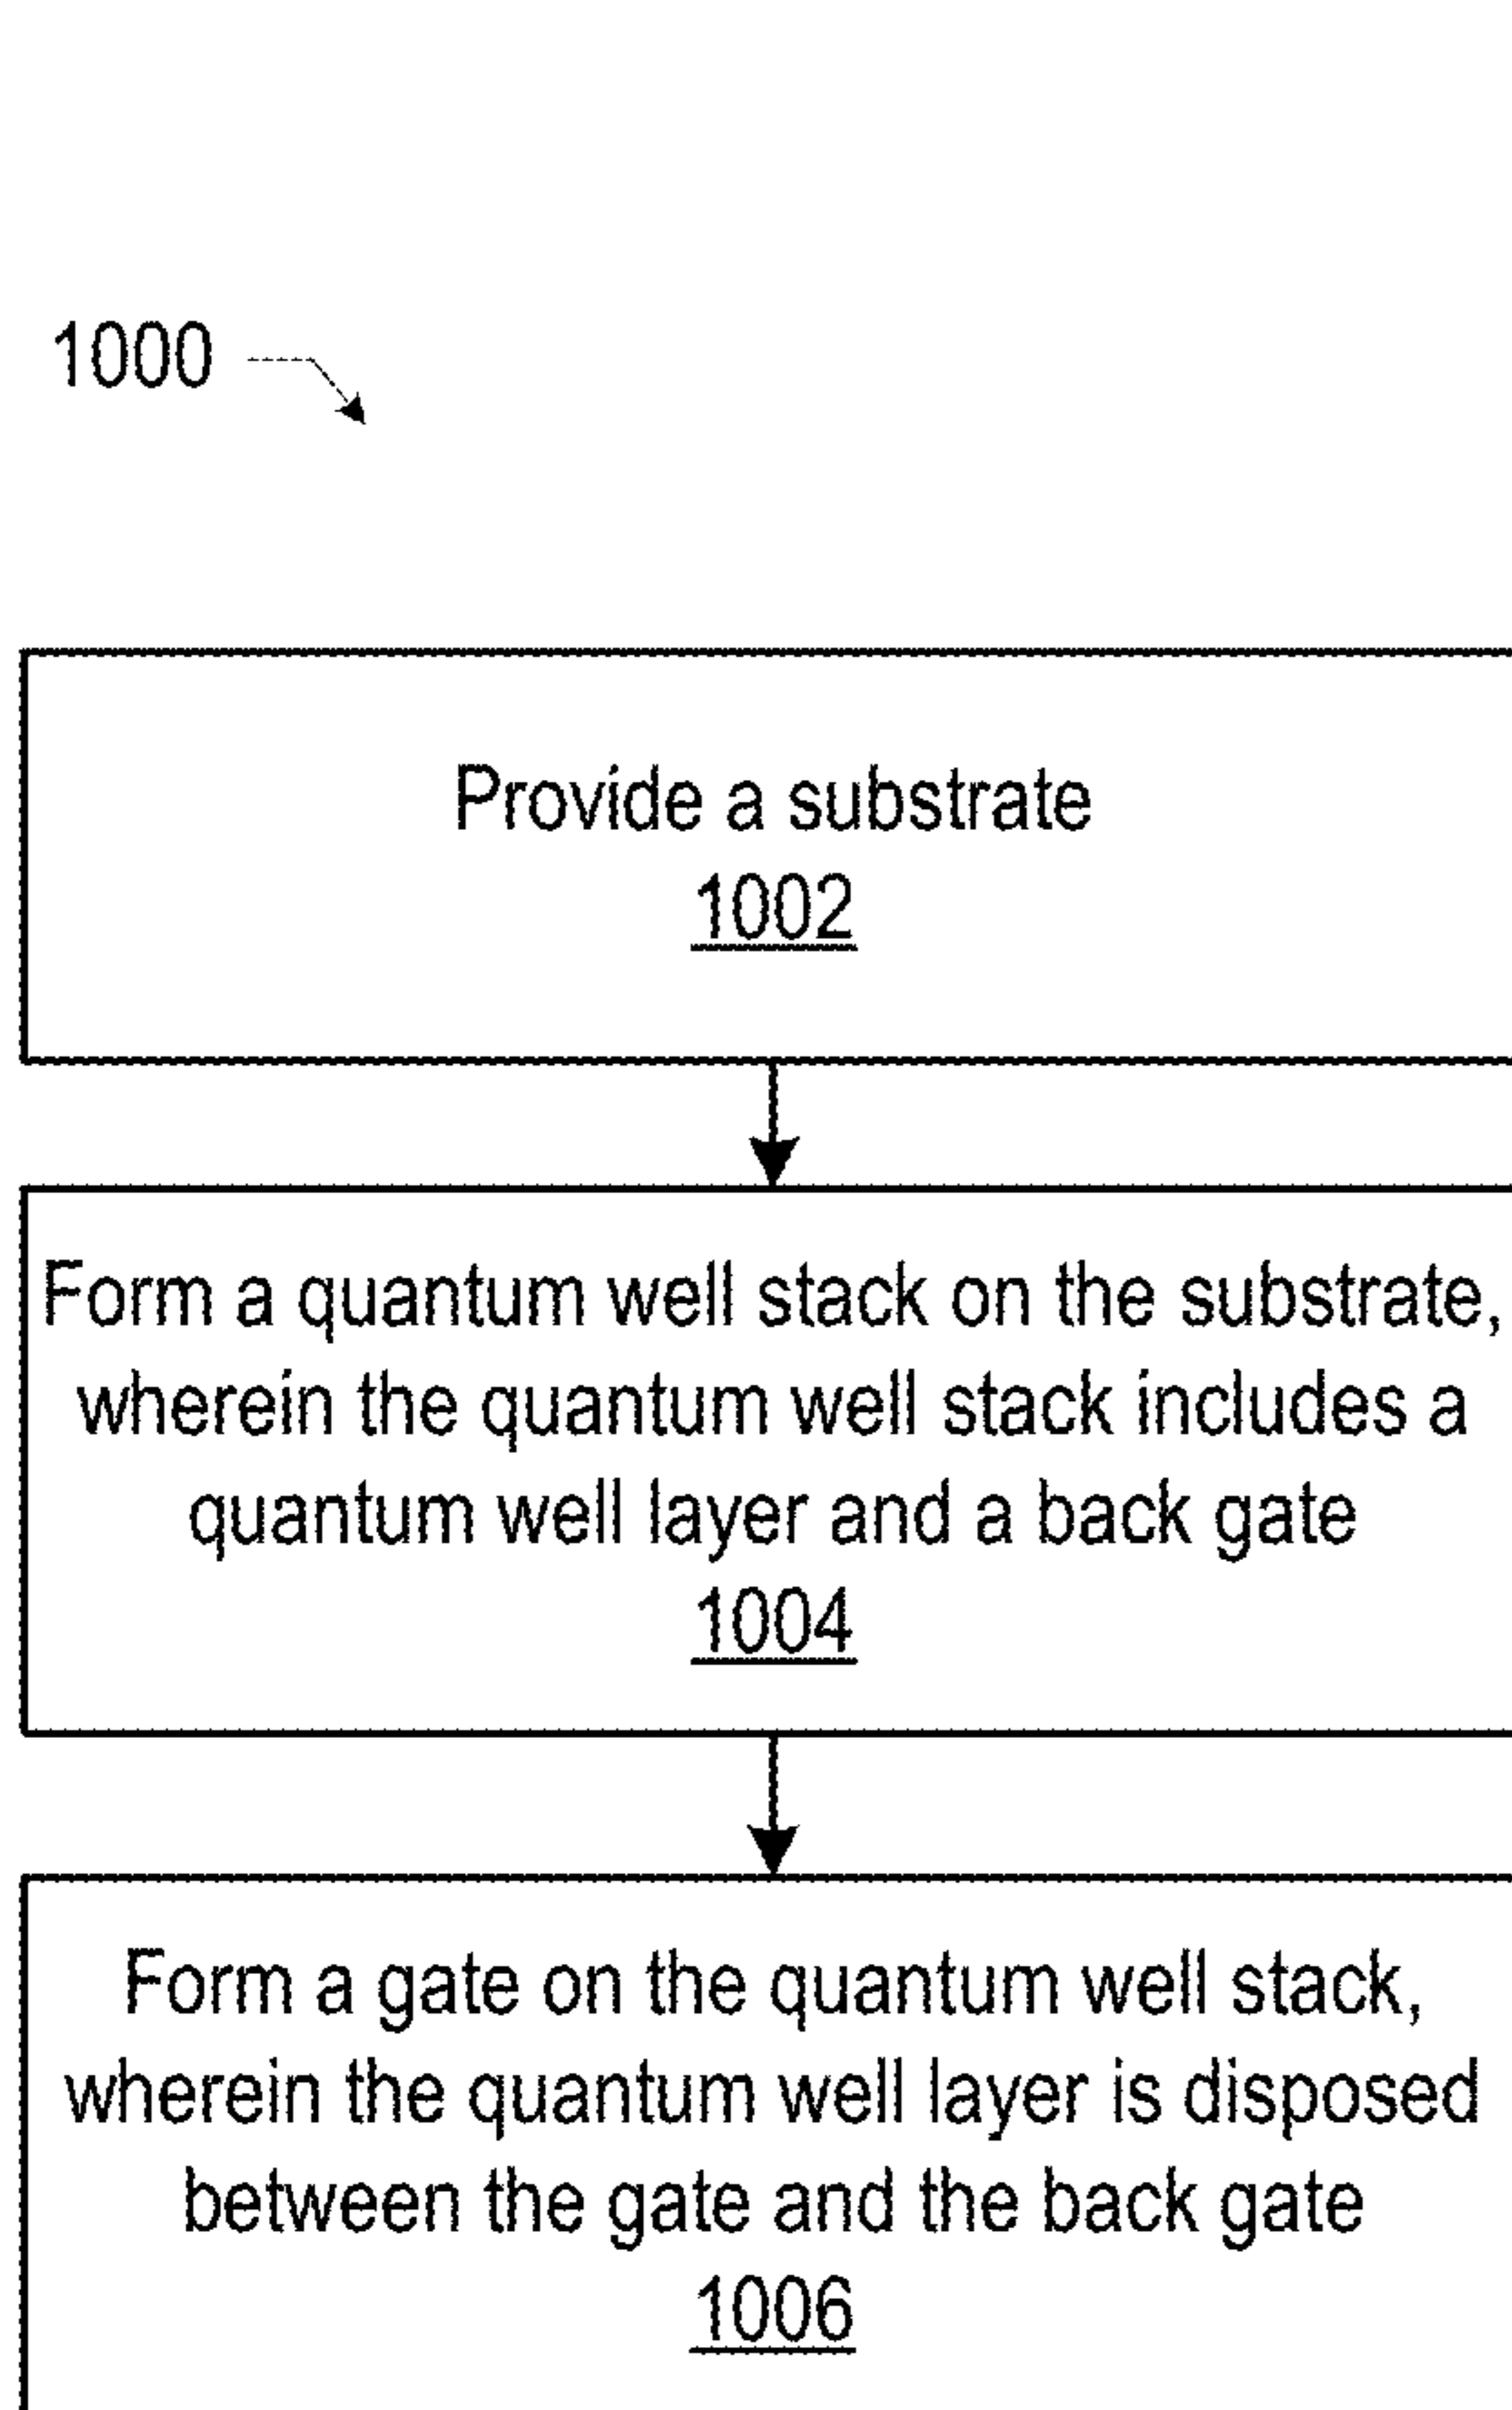 1000
Provide a substrate
1002
Form a quantum well stack on the substrate,
wherein the quantum well stack includes a
quantum well layer and a back gate
1004
Form a gate on the quantum well stack,
wherein the quantum well layer is disposed
between the gate and the back gate
1006